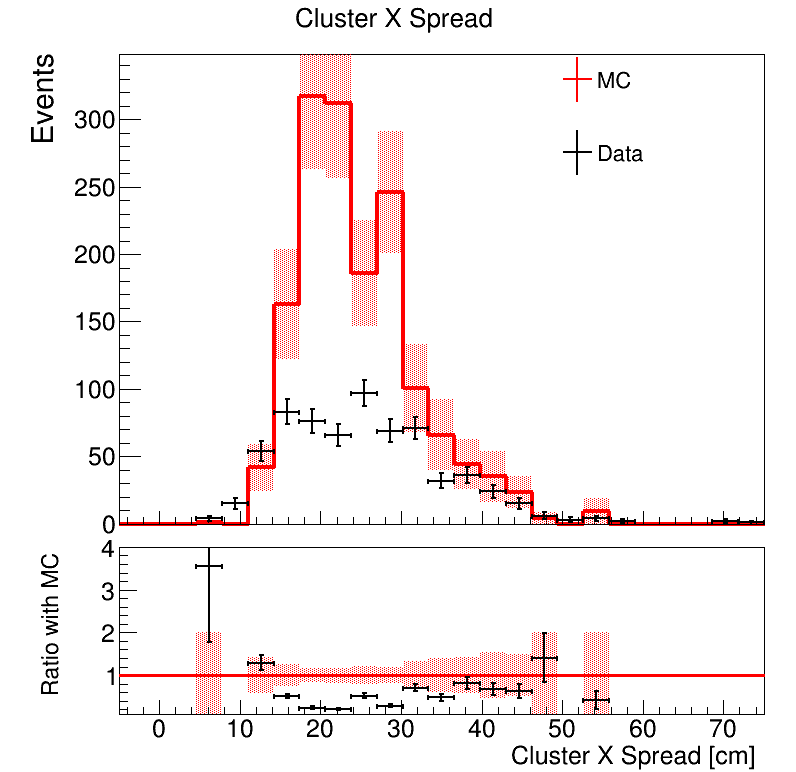 Cluster X Spread
Events
MC
Data
300
250
200
150
100
50
0
Ratio with MC
4
3
2
1
0 10 20 30 40 50 60 70
Cluster X Spread [cm]